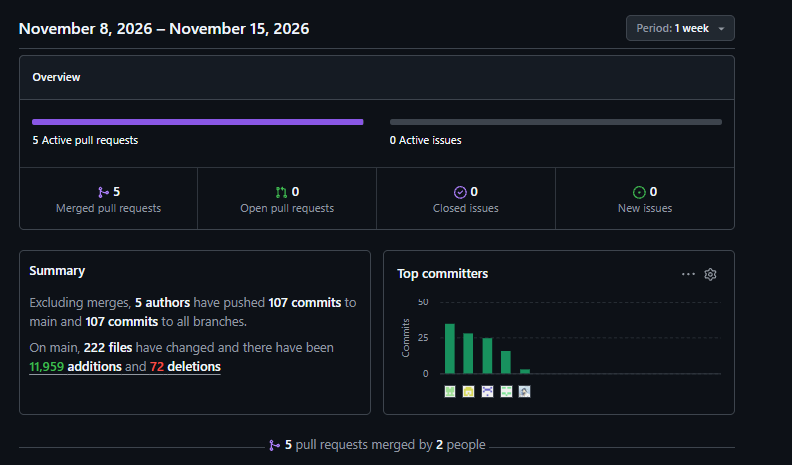 November 8, 2026 – November 15, 2026
Period: 1 week
Overview
5 Active pull requests
0 Active issues
5
Merged pull requests
0
Open pull requests
0
Closed issues
0
New issues
Summary
Excluding merges, 5 authors have pushed 107 commits to
main and 107 commits to all branches.
On main, 222 files have changed and there have been
11,959 additions and 72 deletions
Top committers
Commits
50
25
0
5 pull requests merged by 2 people